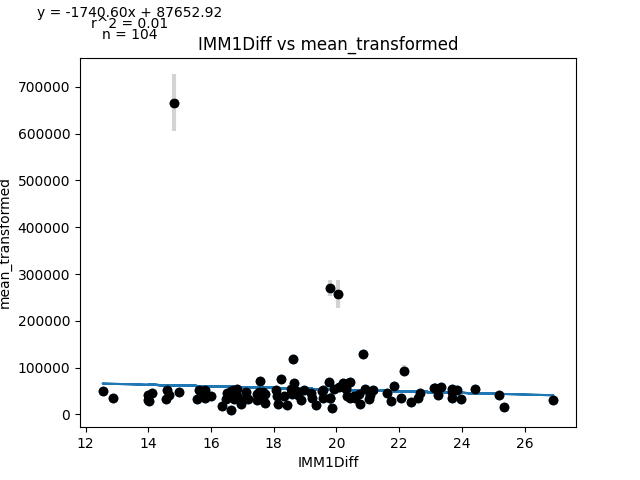 y = -1740.60x + 87652.92
r^2 = 0.01
n = 104
IMM1Diff vs mean_transformed
mean_transformed
700000
600000
500000
400000
300000
200000
100000
0
12 14 16 18 20 22 24 26
IMM1Diff